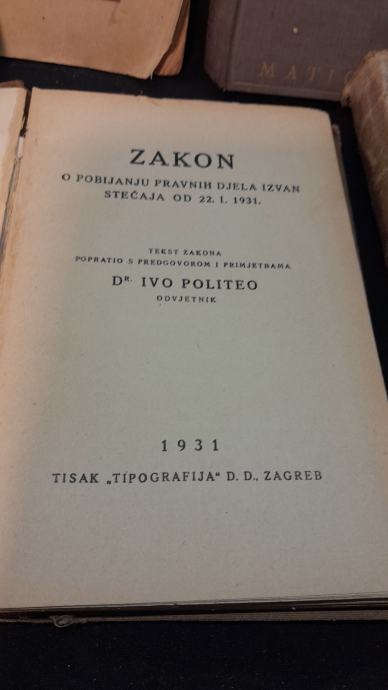 MATIC
ZAKON
O POBIJANJU PRAVNIH DJELA IZVAN
STEČAJA OD 22. I. 1931.
TEKST ZAKONA
POPRATIO S PREDGOVOROM I PRIMJETBAMA
DR. IVO POLITEO
ODVJETNIK
1931
TISAK „TIPOGRAFIJA“ D. D., ZAGREB